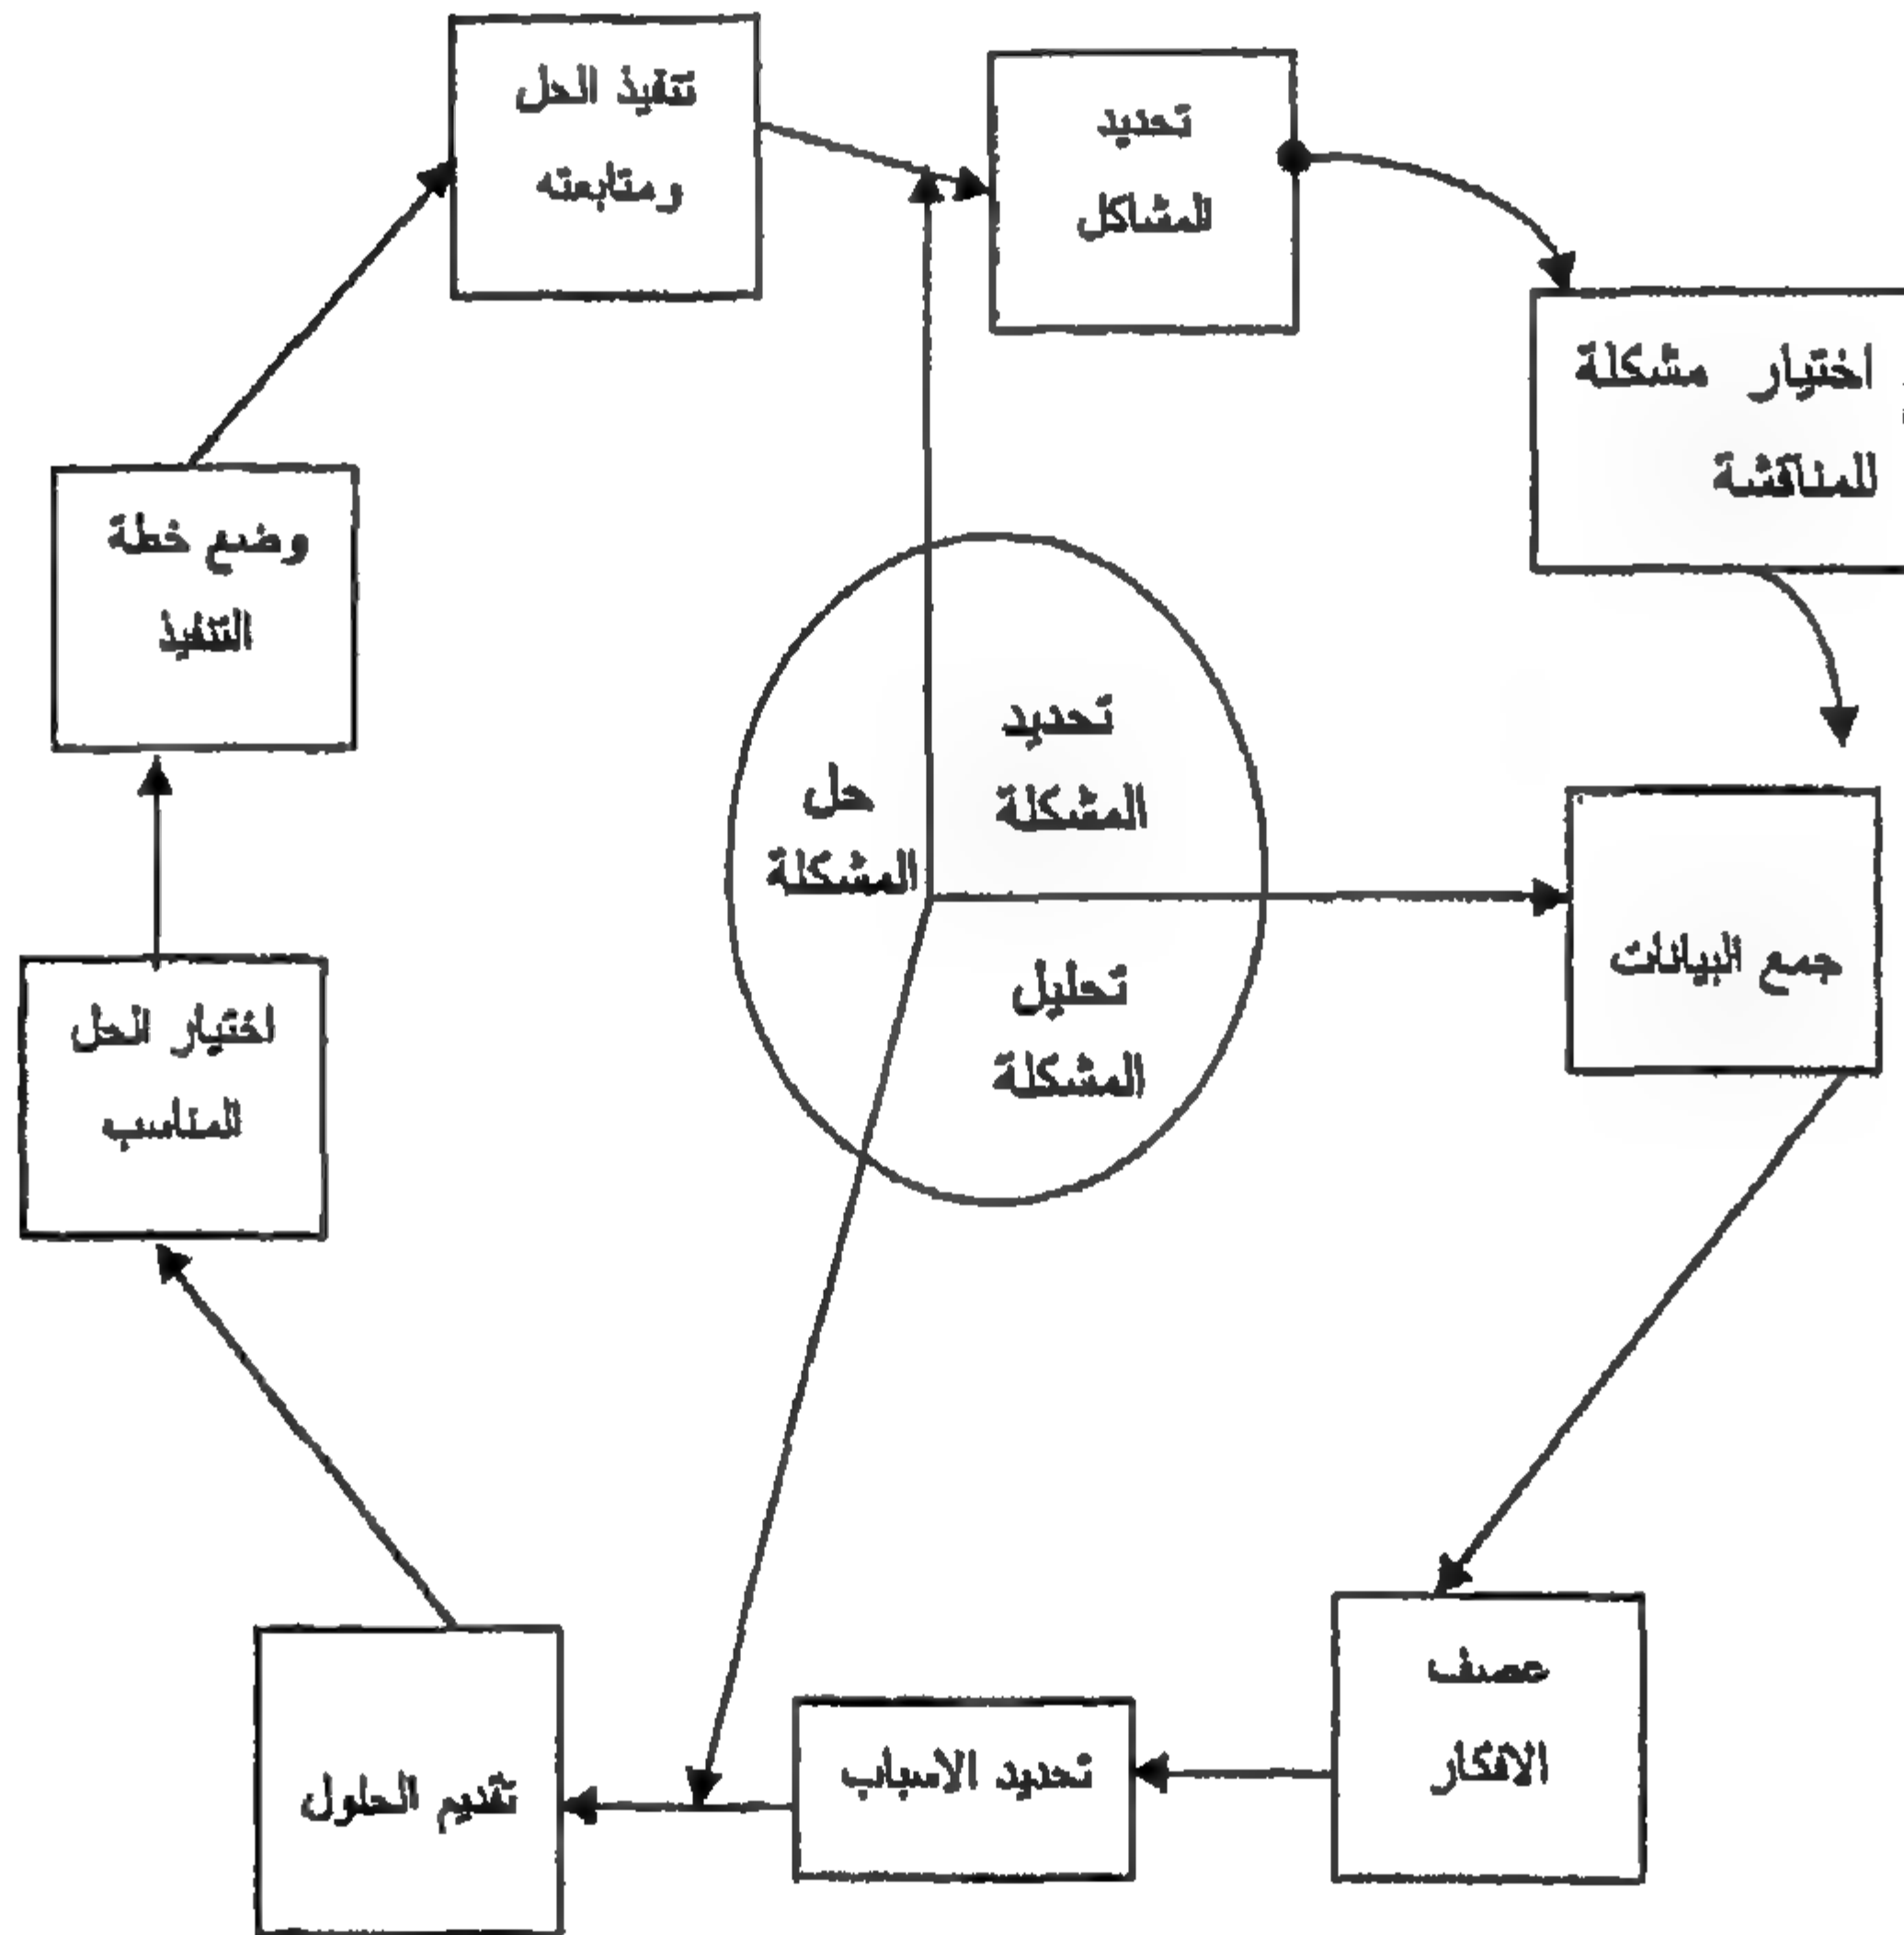 تحديد
المشاكل
اختيار مشكلة
للمناقشة
جمع البيانات
عصف
الافكار
تحديد الاسباب
تقديم الحلول
اختيار الحل
المناسب
وضع خطة
التنفيذ
تنفيذ الحل
ومتابعته
تحديد
المشكلة
تحليل
المشكلة
حل
المشكلة